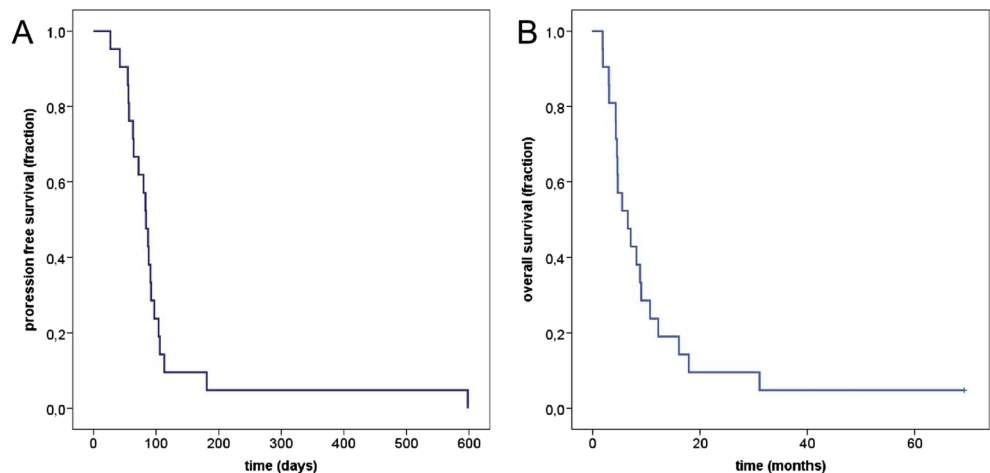 A
proression free survival (fraction)
1,0
0,8
0,6
0,4
0,2
0,0
0 100 200 300 400 500 600
time (days)
B
overall survival (fraction)
1,0
0,8
0,6
0,4
0,2
0,0
0 20 40 60
time (months)